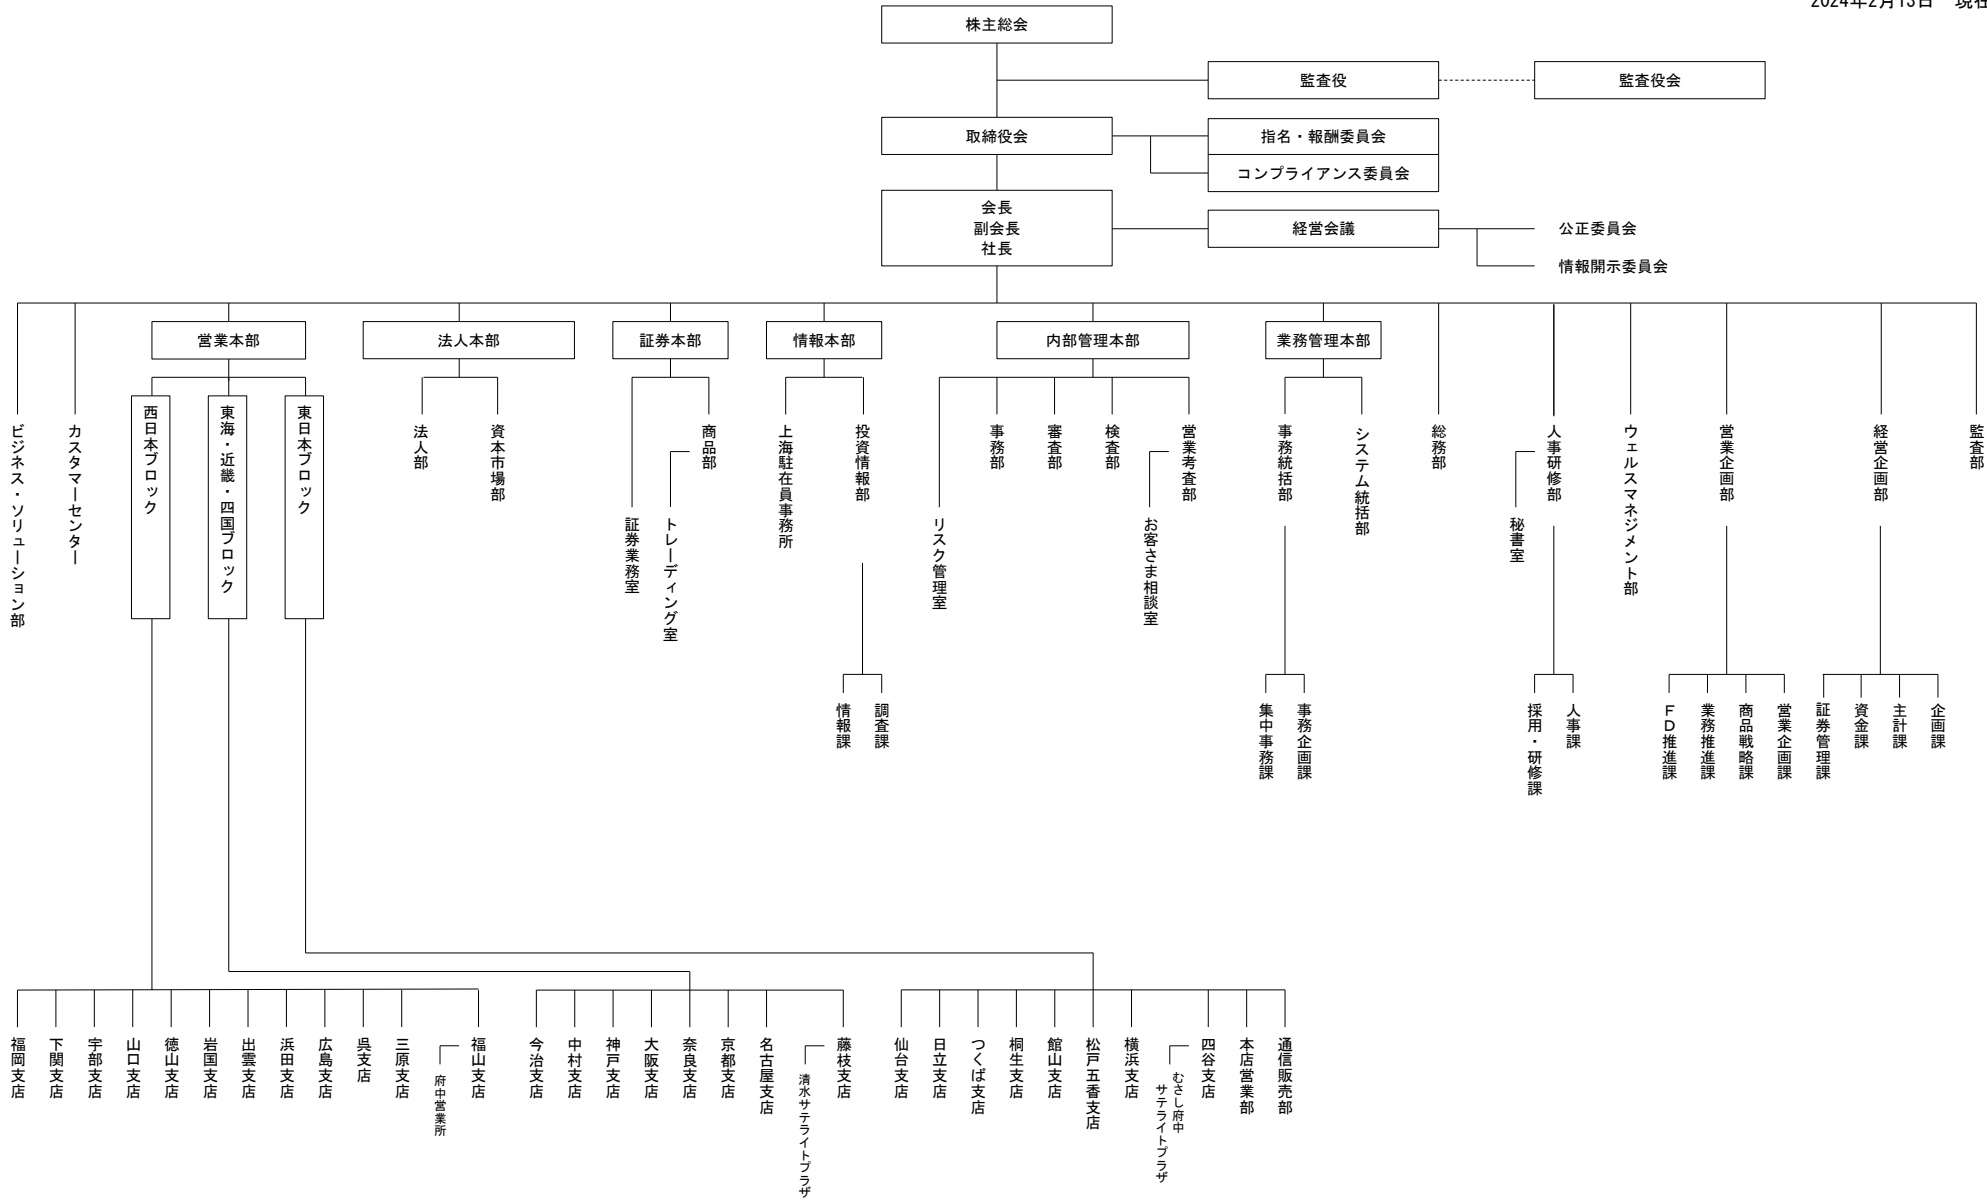 2024年2月13日　現在
株主総会
監査役
監査役会
取締役会
指名・報酬委員会
コンプライアンス委員会
会長
副会長
社長
経営会議
公正委員会
情報開示委員会
営業本部
法人本部
証券本部
情報本部
内部管理本部
業務管理本部
ビジネス・ソリューション部
カスタマーセンター
西日本ブロック
東海・近畿・四国ブロック
東日本ブロック
法人部
資本市場部
証券業務室
トレーディング室
商品部
上海駐在員事務所
投資情報部
リスク管理室
事務部
審査部
検査部
お客さま相談室
営業考査部
事務統括部
システム統括部
総務部
秘書室
人事研修部
ウェルスマネジメント部
営業企画部
経営企画部
監査部
情報課
調査課
集中事務課
事務企画課
採用・研修課
人事課
FD推進課
業務推進課
商品戦略課
営業企画課
証券管理課
資金課
主計課
企画課
福岡支店
下関支店
宇部支店
山口支店
徳山支店
岩国支店
出雲支店
浜田支店
広島支店
呉支店
三原支店
府中営業所
福山支店
今治支店
中村支店
神戸支店
大阪支店
奈良支店
京都支店
名古屋支店
清水サテライトプラザ
藤枝支店
仙台支店
日立支店
つくば支店
桐生支店
館山支店
松戸五香支店
横浜支店
むさし府中
サテライトプラザ
四谷支店
本店営業部
通信販売部